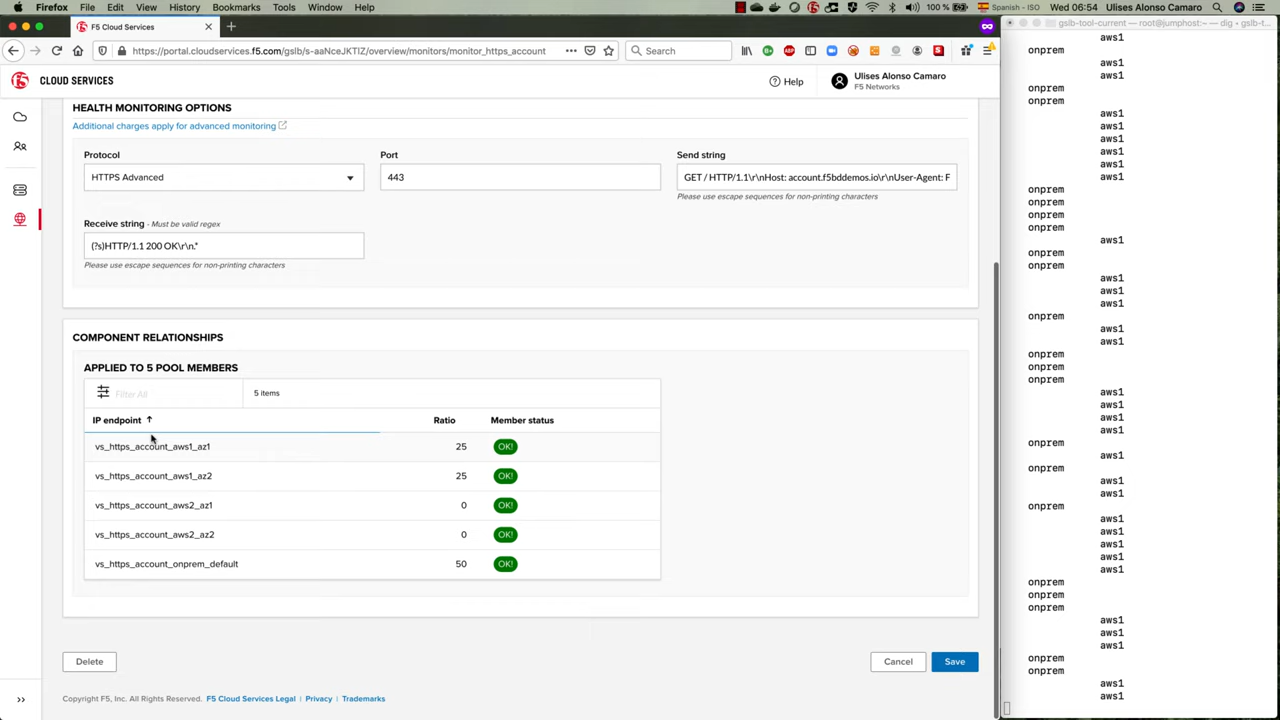 Firefox File Edit View History Bookmarks Tools Window Help
100 % Spanish - ISO Wed 06:54 Ulises Alonso Camaro
F5 Cloud Services
gslb-tool-current — root@jumphost:~ — dig ◂ gslb-t...
https://portal.cloudservices.f5.com/gslb/s-aaNceJKTIZ/overview/monitors/monitor_https_account
Search
CLOUD SERVICES
Help
Ulises Alonso Camaro
F5 Networks
HEALTH MONITORING OPTIONS
Additional charges apply for advanced monitoring
Protocol
Port
Send string
HTTPS Advanced
443
GET / HTTP/1.1\r\nHost: account.f5bddemos.io\r\nUser-Agent: F
Please use escape sequences for non-printing characters
Receive string - Must be valid regex
(?s)HTTP/1.1 200 OK\r\n.*
Please use escape sequences for non-printing characters
COMPONENT RELATIONSHIPS
APPLIED TO 5 POOL MEMBERS
Filter All
5 items
IP endpoint Ratio Member status
vs_https_account_aws1_az1 25 OK!
vs_https_account_aws1_az2 25 OK!
vs_https_account_aws2_az1 0 OK!
vs_https_account_aws2_az2 0 OK!
vs_https_account_onprem_default 50 OK!
Delete
Cancel
Save
Copyright F5, Inc. All Rights Reserved. F5 Cloud Services Legal | Privacy | Trademarks
aws1
onprem
aws1
aws1
onprem
onprem
aws1
aws1
aws1
aws1
aws1
aws1
onprem
onprem
onprem
onprem
aws1
onprem
onprem
aws1
aws1
aws1
onprem
aws1
aws1
onprem
onprem
onprem
aws1
aws1
aws1
aws1
onprem
aws1
onprem
aws1
aws1
onprem
aws1
aws1
aws1
aws1
aws1
onprem
onprem
onprem
aws1
aws1
aws1
onprem
onprem
aws1
aws1